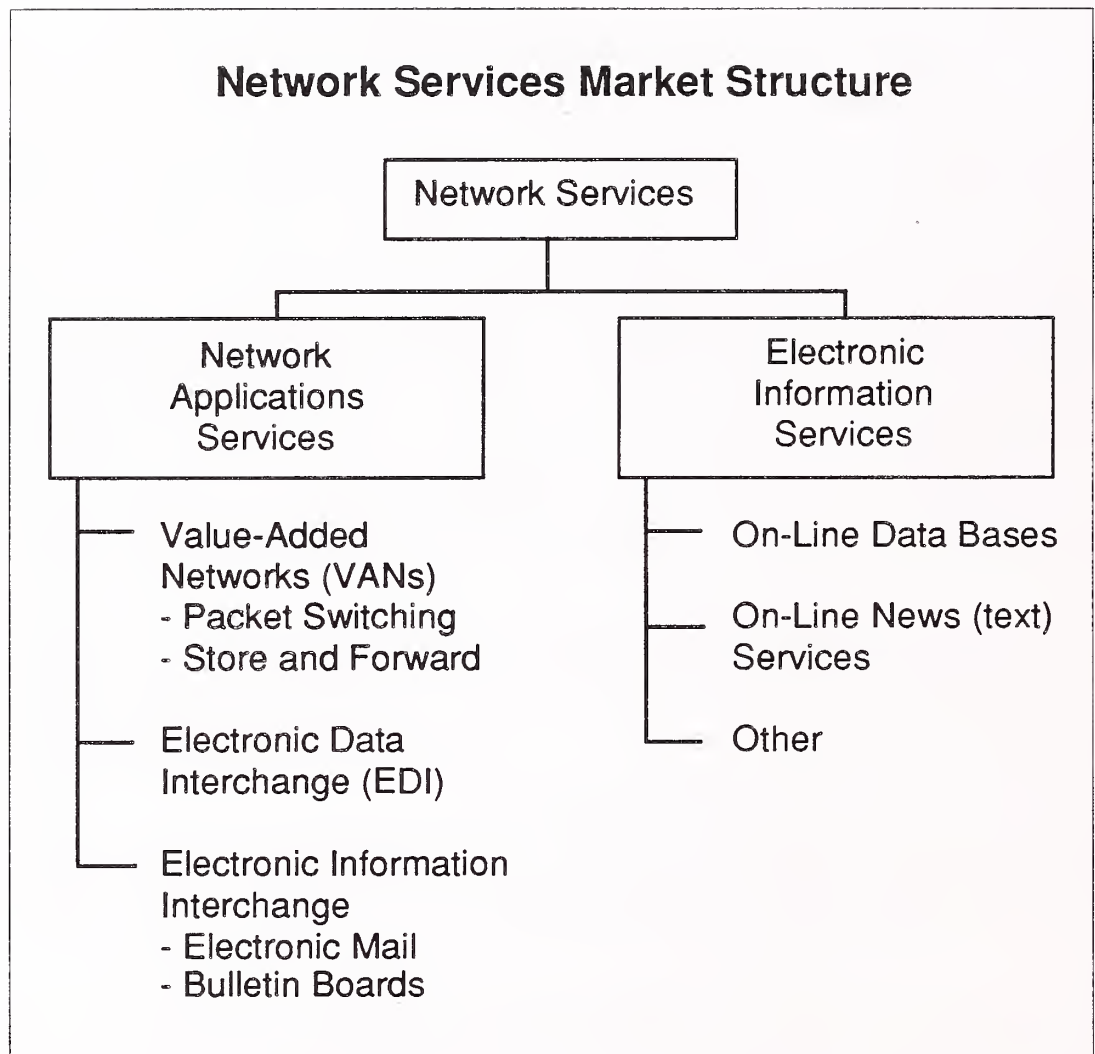 Network Services Market Structure
Network Services
Network
Applications
Services
Electronic
Information
Services
Value-Added
Networks (VANs)
- Packet Switching
- Store and Forward
Electronic Data
Interchange (EDI)
Electronic Information
Interchange
- Electronic Mail
- Bulletin Boards
On-Line Data Bases
On-Line News (text)
Services
Other